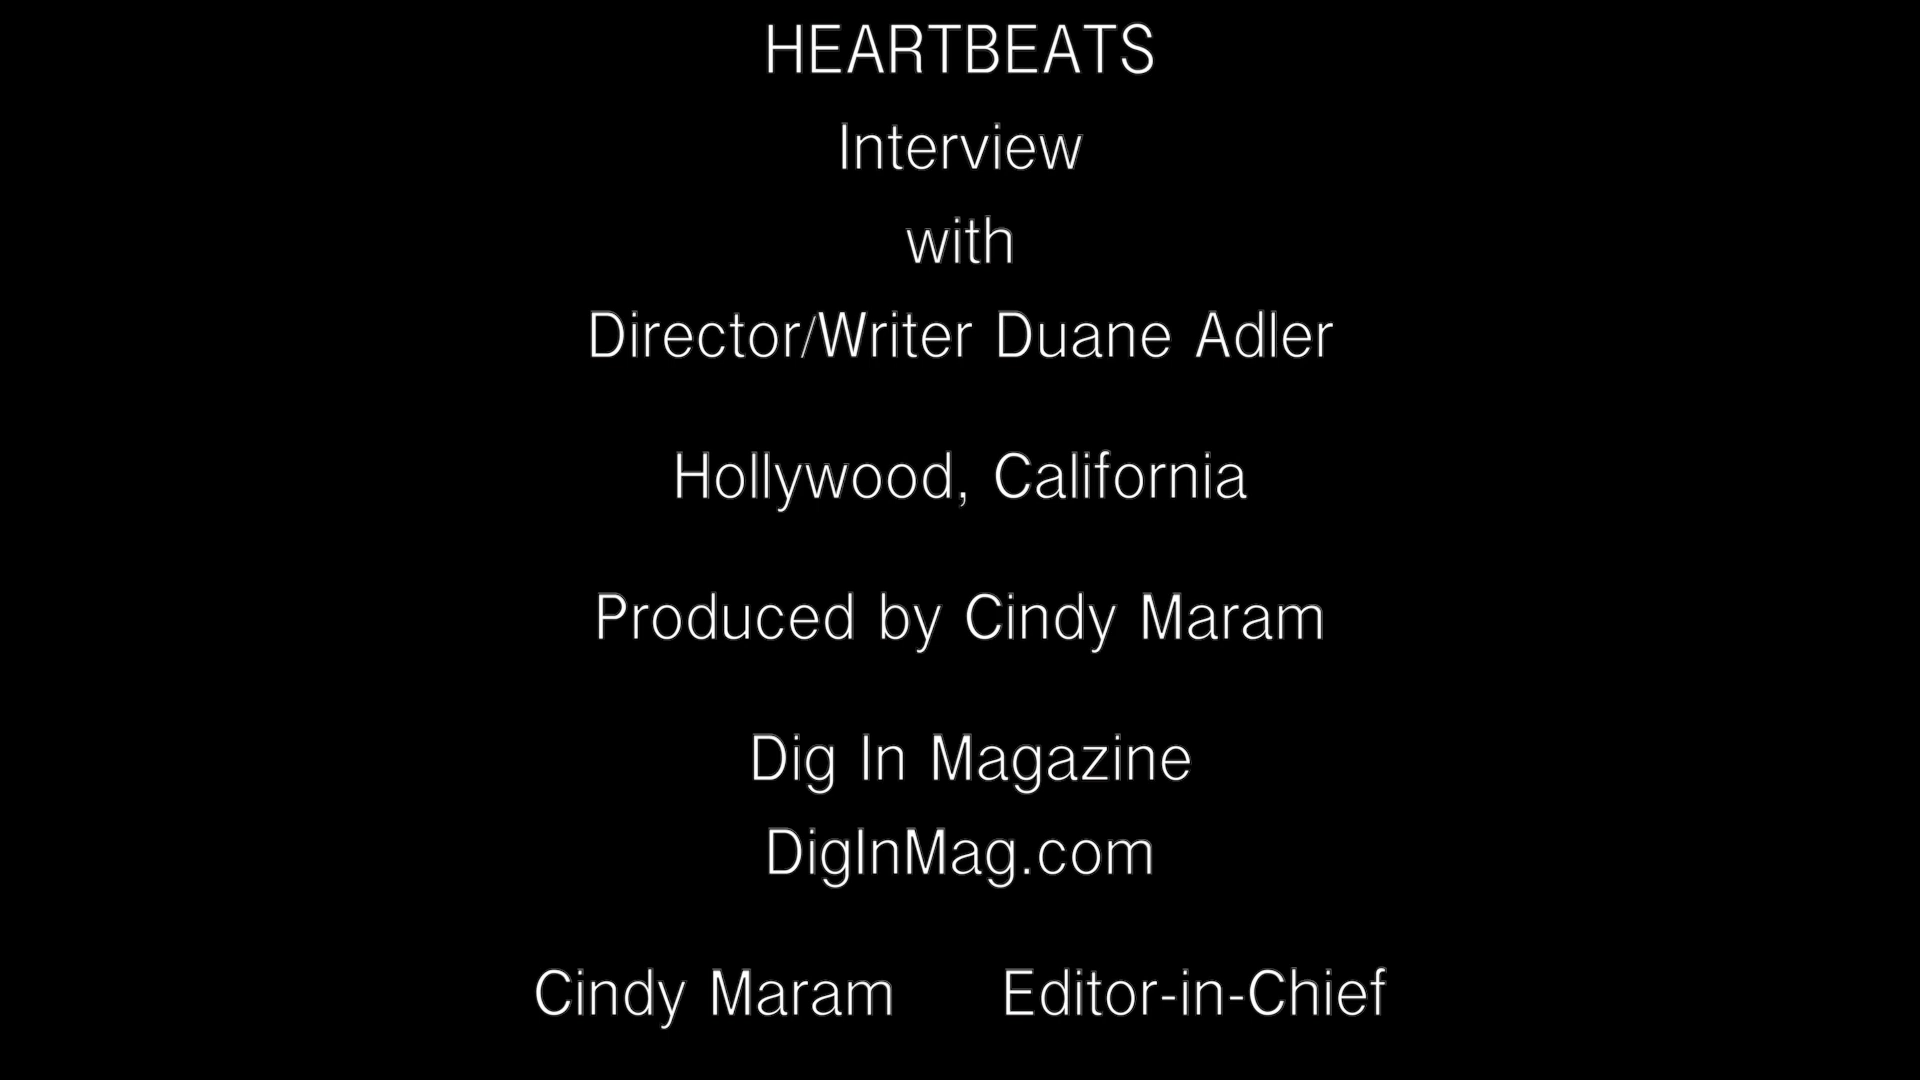 HEARTBEATS
Interview
with
Director/Writer Duane Adler
Hollywood, California
Produced by Cindy Maram
Dig In Magazine
DigInMag.com
Cindy Maram Editor-in-Chief